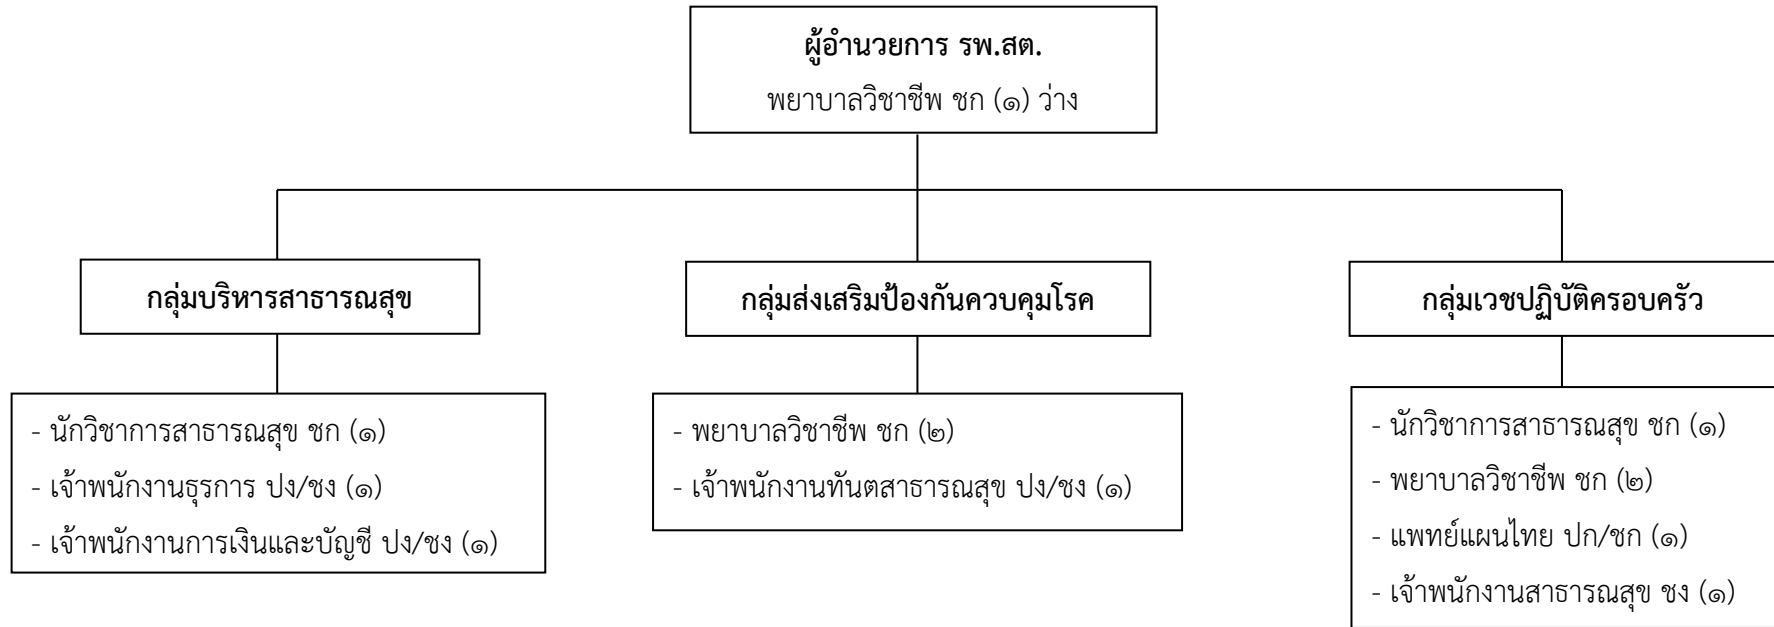 ผู้อำนวยการ รพ.สต.
พยาบาลวิชาชีพ ชก (๑) ว่าง
กลุ่มบริหารสาธารณสุข
- นักวิชาการสาธารณสุข ชก (๑)
- เจ้าพนักงานธุรการ ปง/ชง (๑)
- เจ้าพนักงานการเงินและบัญชี ปง/ชง (๑)
กลุ่มส่งเสริมป้องกันควบคุมโรค
- พยาบาลวิชาชีพ ชก (๒)
- เจ้าพนักงานทันตสาธารณสุข ปง/ชง (๑)
กลุ่มเวชปฏิบัติครอบครัว
- นักวิชาการสาธารณสุข ชก (๑)
- พยาบาลวิชาชีพ ชก (๒)
- แพทย์แผนไทย ปก/ชก (๑)
- เจ้าพนักงานสาธารณสุข ชง (๑)